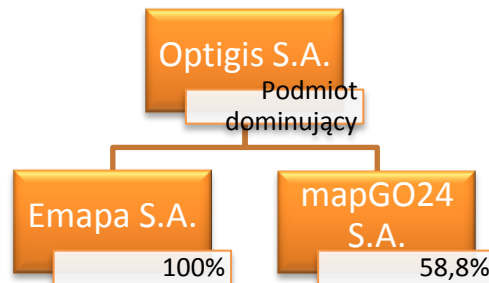 Optigis S.A.
Podmiot
dominujący
Emapa S.A.
100%
mapGO24
S.A.
58,8%